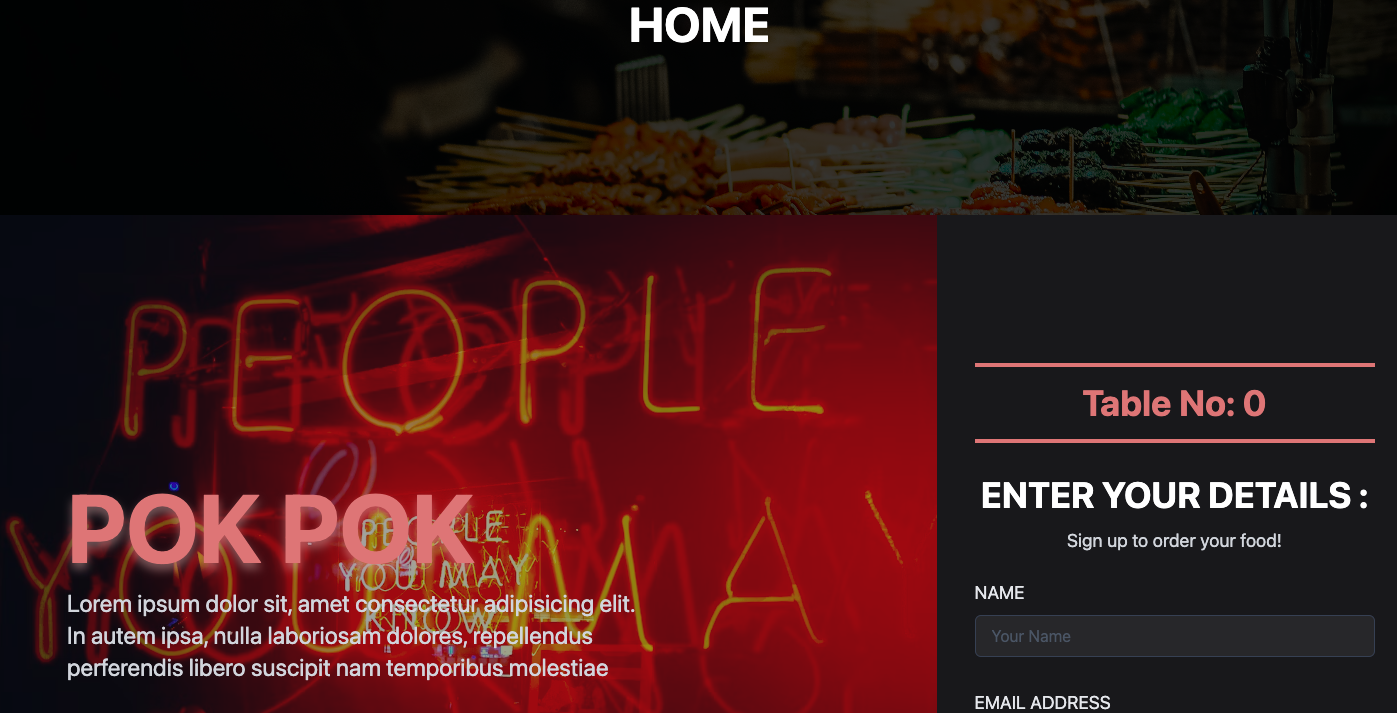 HOME
PEOPLE
YOU MA
PEOPLE
YOU MAY
KNOW
POK POK
Lorem ipsum dolor sit, amet consectetur adipisicing elit.
In autem ipsa, nulla laboriosam dolores, repellendus
perferendis libero suscipit nam temporibus molestiae
Table No: 0
ENTER YOUR DETAILS :
Sign up to order your food!
NAME
Your Name
EMAIL ADDRESS